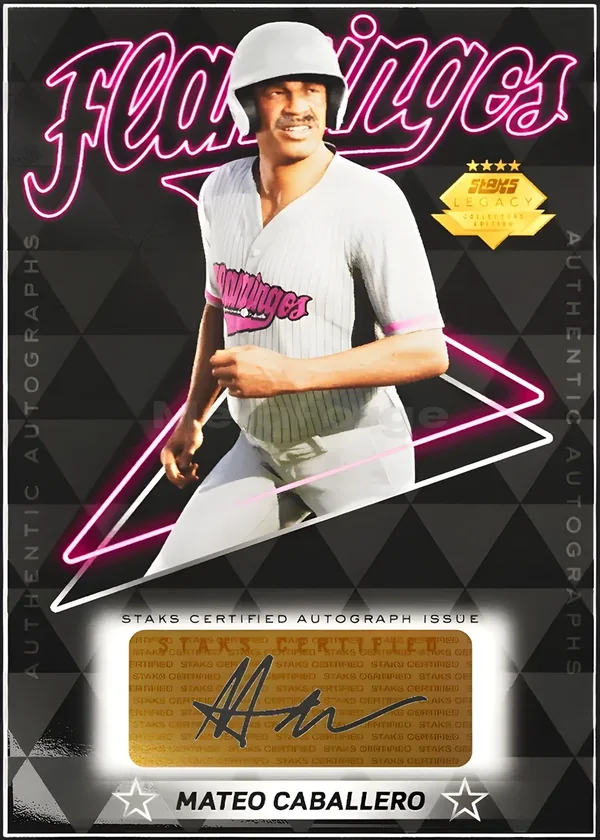 Flamingos
STAKS
LEGACY
COLLECTORS
EDITION
Flamingos
AUTHENTIC AUTOGRAPHS
AUTHENTIC AUTOGRAPHS
STAKS CERTIFIED AUTOGRAPH ISSUE
STAKS CERTIFIED
MATEO CABALLERO